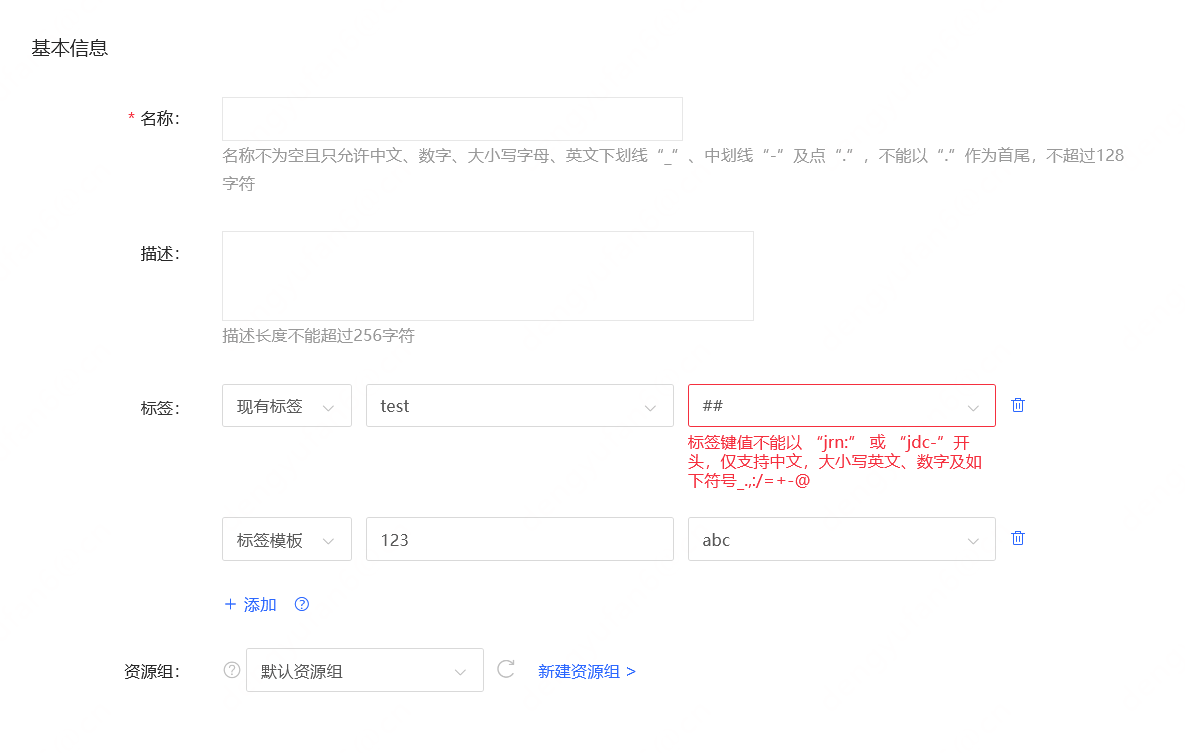 基本信息
* 名称：
名称不为空且只允许中文、数字、大小写字母、英文下划线“_”、中划线“-”及点“.”，不能以“.”作为首尾，不超过128
字符
描述：
描述长度不能超过256字符
标签： 现有标签 test ##
标签键值不能以 “jrn:” 或 “jdc-”开
头，仅支持中文，大小写英文、数字及如
下符号_.,:/=+-@
标签模板 123 abc
+ 添加
资源组： 默认资源组 新建资源组 >